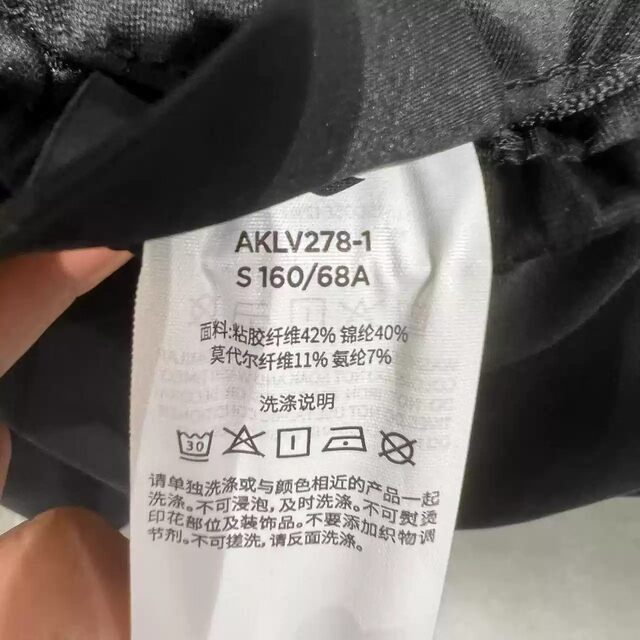 AKLV278-1
S 160/68A
面料:粘胶纤维42% 锦纶40%
莫代尔纤维11% 氨纶7%
洗涤说明
30
请单独洗涤或与颜色相近的产品一起
洗涤.不可浸泡,及时洗涤.不可熨烫
印花部位及装饰品.不要添加织物调
节剂.不可搓洗,请反面洗涤.